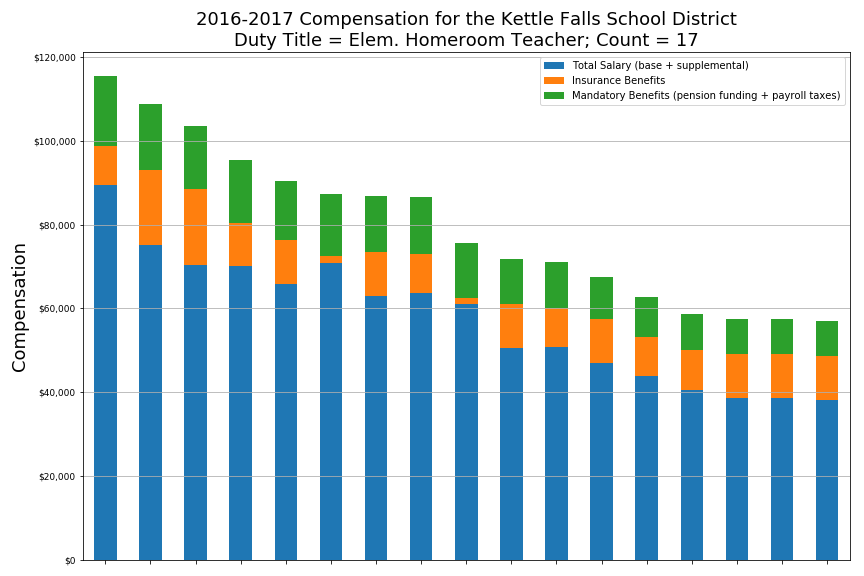 2016-2017 Compensation for the Kettle Falls School District
Duty Title = Elem. Homeroom Teacher; Count = 17
Total Salary (base + supplemental)
Insurance Benefits
Mandatory Benefits (pension funding + payroll taxes)
Compensation
$120,000
$100,000
$80,000
$60,000
$40,000
$20,000
$0